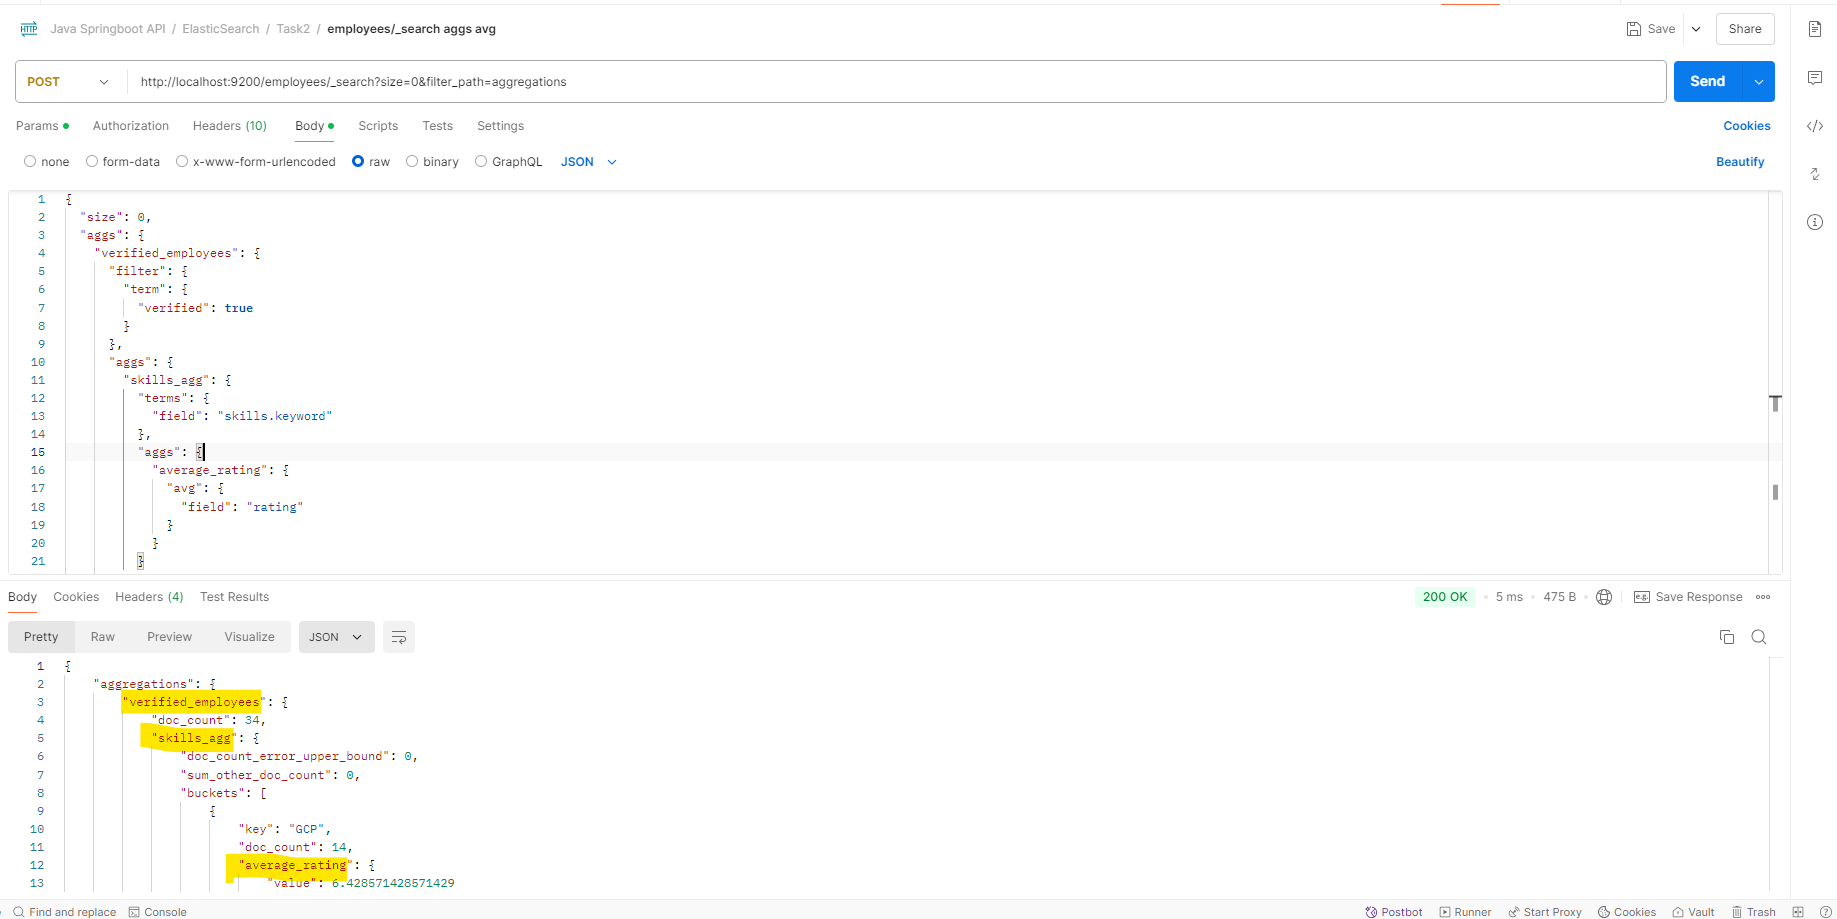 HTTP Java Springboot API / ElasticSearch / Task2 / employees/_search aggs avg Save Share
POST http://localhost:9200/employees/_search?size=0&filter_path=aggregations Send
Params Authorization Headers (10) Body Scripts Tests Settings Cookies
none form-data x-www-form-urlencoded raw binary GraphQL JSON Beautify
1 {
2 "size": 0,
3 "aggs": {
4 "verified_employees": {
5 "filter": {
6 "term": {
7 "verified": true
8 }
9 },
10 "aggs": {
11 "skills_agg": {
12 "terms": {
13 "field": "skills.keyword"
14 },
15 "aggs": {
16 "average_rating": {
17 "avg": {
18 "field": "rating"
19 }
20 }
21 }
Body Cookies Headers (4) Test Results 200 OK 5 ms 475 B e.g. Save Response
Pretty Raw Preview Visualize JSON
1 {
2 "aggregations": {
3 "verified_employees": {
4 "doc_count": 34,
5 "skills_agg": {
6 "doc_count_error_upper_bound": 0,
7 "sum_other_doc_count": 0,
8 "buckets": [
9 {
10 "key": "GCP",
11 "doc_count": 14,
12 "average_rating": {
13 "value": 6.428571428571429
Find and replace Console Postbot Runner Start Proxy Cookies Vault Trash